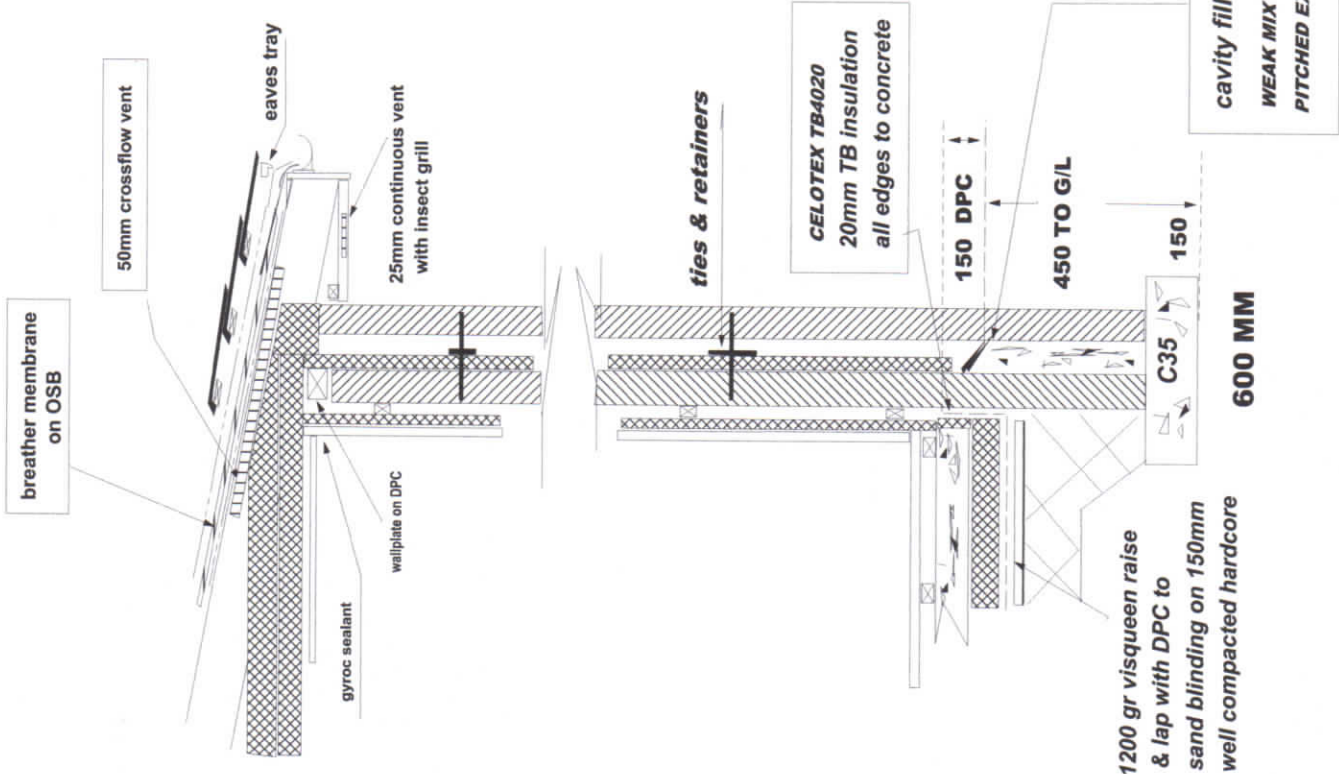 50mm crossflow vent
eaves tray
breather membrane
on OSB
25mm continuous vent
with insect grill
ties & retainers
wallplate on DPC
gyroc sealant
CELOTEX TB4020
20mm TB insulation
all edges to concrete
150 DPC
450 TO G/L
150
cavity fill
WEAK MIX
PITCHED
C35
600 MM
1200 gr visqueen raise
& lap with DPC to
sand blinding on 150mm
well compacted hardcore